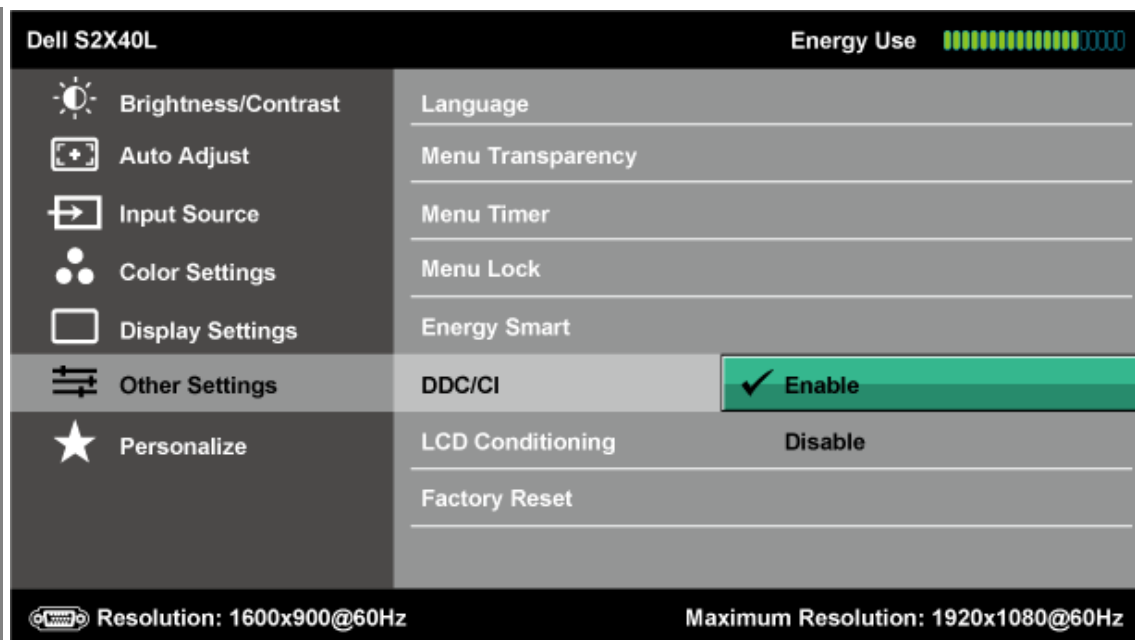 Dell S2X40L Energy Use
Brightness/Contrast Language
Auto Adjust Menu Transparency
Input Source Menu Timer
Color Settings Menu Lock
Display Settings Energy Smart
Other Settings DDC/CI ✓ Enable
Personalize LCD Conditioning Disable
Factory Reset
Resolution: 1600x900@60Hz Maximum Resolution: 1920x1080@60Hz